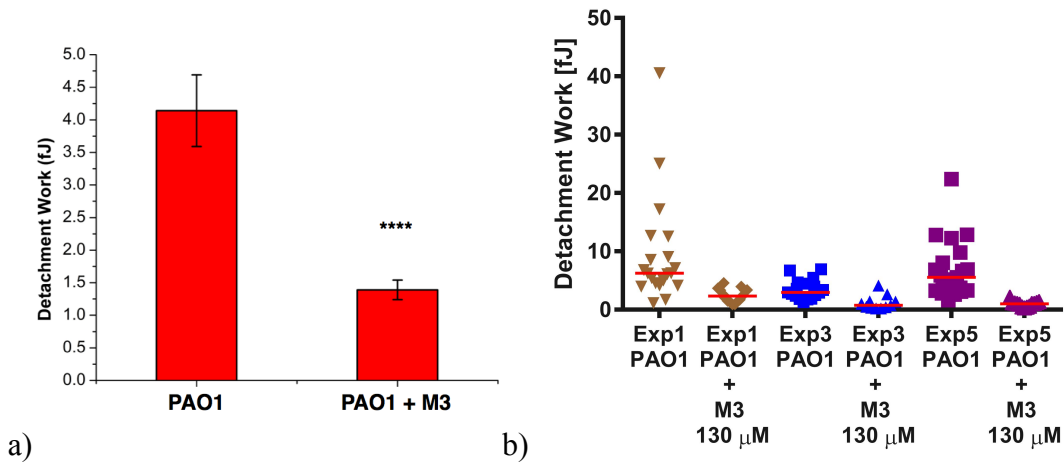 5.0
4.5
4.0
3.5
3.0
2.5
2.0
1.5
1.0
0.5
0.0
Detachment Work (fJ)
****
PAO1
PAO1 + M3
a)
50
40
30
20
10
0
Detachment Work [fJ]
Exp1
PAO1
Exp1
PAO1
+
M3
130 μM
Exp3
PAO1
Exp3
PAO1
+
M3
130 μM
Exp5
PAO1
Exp5
PAO1
+
M3
130 μM
b)